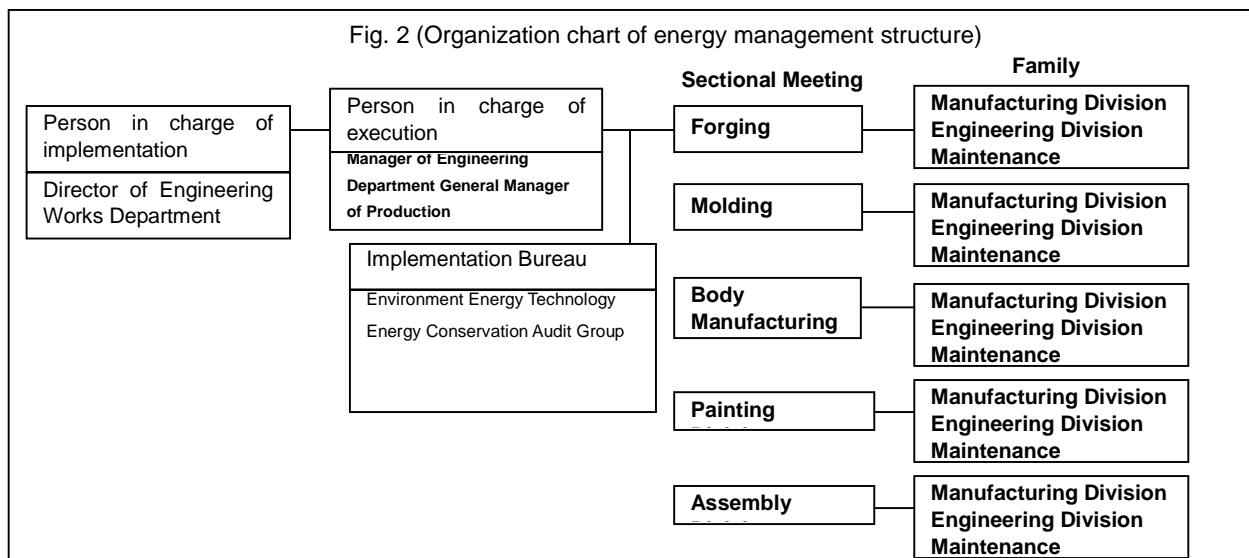 Fig. 2 (Organization chart of energy management structure)
Sectional Meeting
Family
Person in charge of
implementation
Director of Engineering
Works Department
Person in charge of
execution
Manager of Engineering
Department General Manager
of Production
Implementation Bureau
Environment Energy Technology
Energy Conservation Audit Group
Forging
Manufacturing Division
Engineering Division
Maintenance
Molding
Manufacturing Division
Engineering Division
Maintenance
Body
Manufacturing
Manufacturing Division
Engineering Division
Maintenance
Painting
Manufacturing Division
Engineering Division
Maintenance
Assembly
Manufacturing Division
Engineering Division
Maintenance